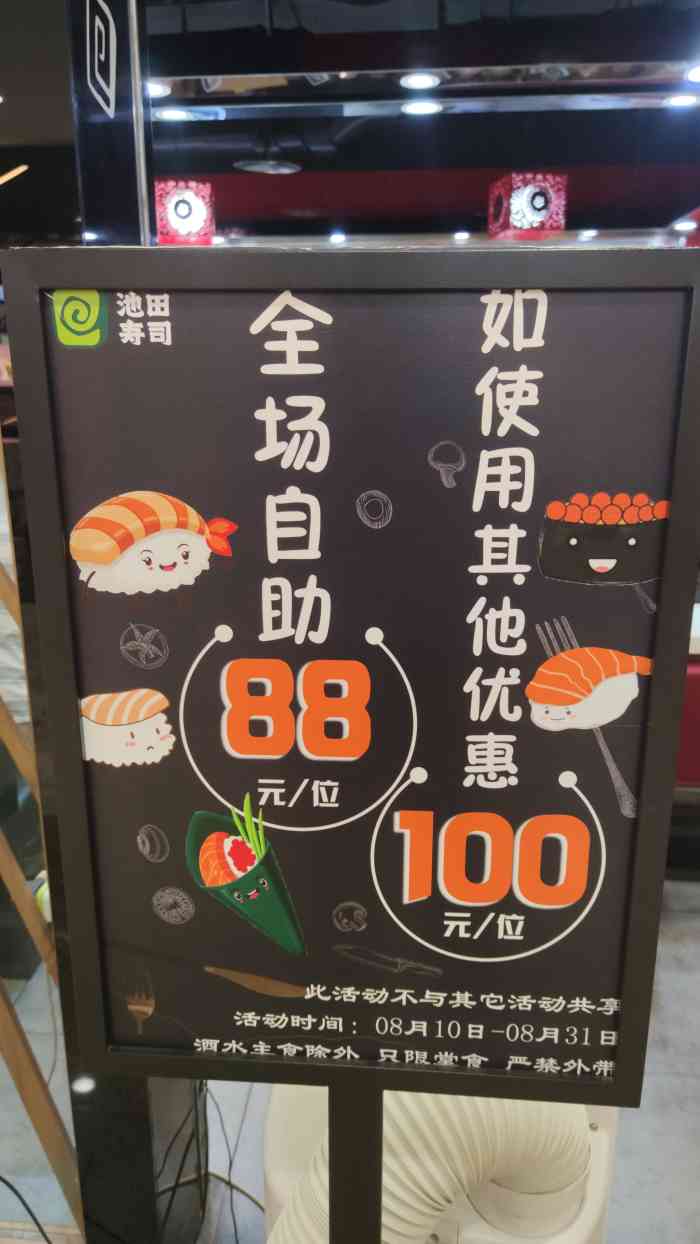 池田
寿司
全场自助
88
元/位
如使用其他优惠
100
元/位
此活动不与其它活动共享
活动时间：08月10日-08月31日
酒水主食除外 只限堂食 严禁外带